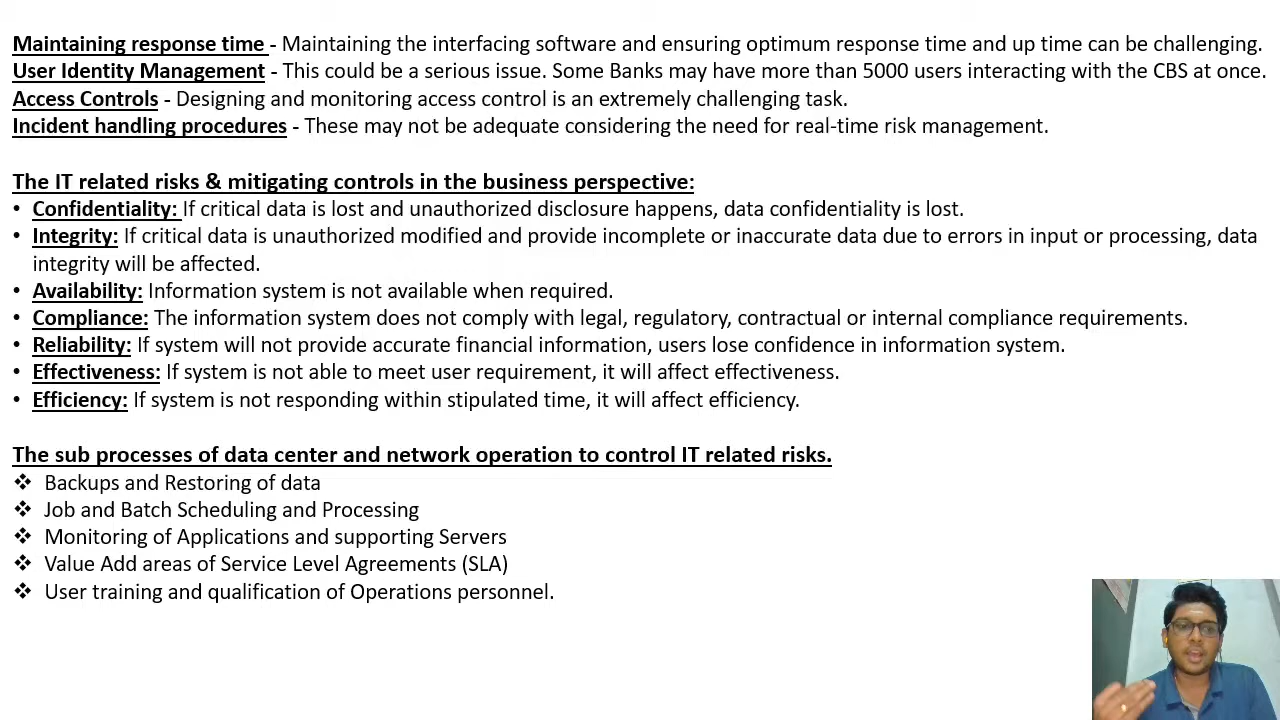 Maintaining response time - Maintaining the interfacing software and ensuring optimum response time and up time can be challenging.
User Identity Management - This could be a serious issue. Some Banks may have more than 5000 users interacting with the CBS at once.
Access Controls - Designing and monitoring access control is an extremely challenging task.
Incident handling procedures - These may not be adequate considering the need for real-time risk management.
The IT related risks & mitigating controls in the business perspective:
• Confidentiality: If critical data is lost and unauthorized disclosure happens, data confidentiality is lost.
• Integrity: If critical data is unauthorized modified and provide incomplete or inaccurate data due to errors in input or processing, data
integrity will be affected.
• Availability: Information system is not available when required.
• Compliance: The information system does not comply with legal, regulatory, contractual or internal compliance requirements.
• Reliability: If system will not provide accurate financial information, users lose confidence in information system.
• Effectiveness: If system is not able to meet user requirement, it will affect effectiveness.
• Efficiency: If system is not responding within stipulated time, it will affect efficiency.
The sub processes of data center and network operation to control IT related risks.
❖ Backups and Restoring of data
❖ Job and Batch Scheduling and Processing
❖ Monitoring of Applications and supporting Servers
❖ Value Add areas of Service Level Agreements (SLA)
❖ User training and qualification of Operations personnel.